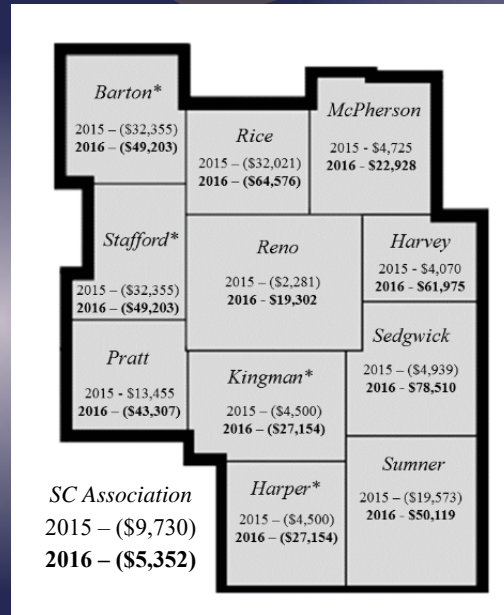 Barton*
2015 – ($32,355)
2016 – ($49,203)
Rice
2015 – ($32,021)
2016 – ($64,576)
McPherson
2015 - $4,725
2016 - $22,928
Stafford*
2015 – ($32,355)
2016 – ($49,203)
Reno
2015 – ($2,281)
2016 - $19,302
Harvey
2015 - $4,070
2016 - $61,975
Pratt
2015 - $13,455
2016 – ($43,307)
Kingman*
2015 – ($4,500)
2016 – ($27,154)
Sedgwick
2015 – ($4,939)
2016 - $78,510
Harper*
2015 – ($4,500)
2016 – ($27,154)
Sumner
2015 – ($19,573)
2016 - $50,119
SC Association
2015 – ($9,730)
2016 – ($5,352)